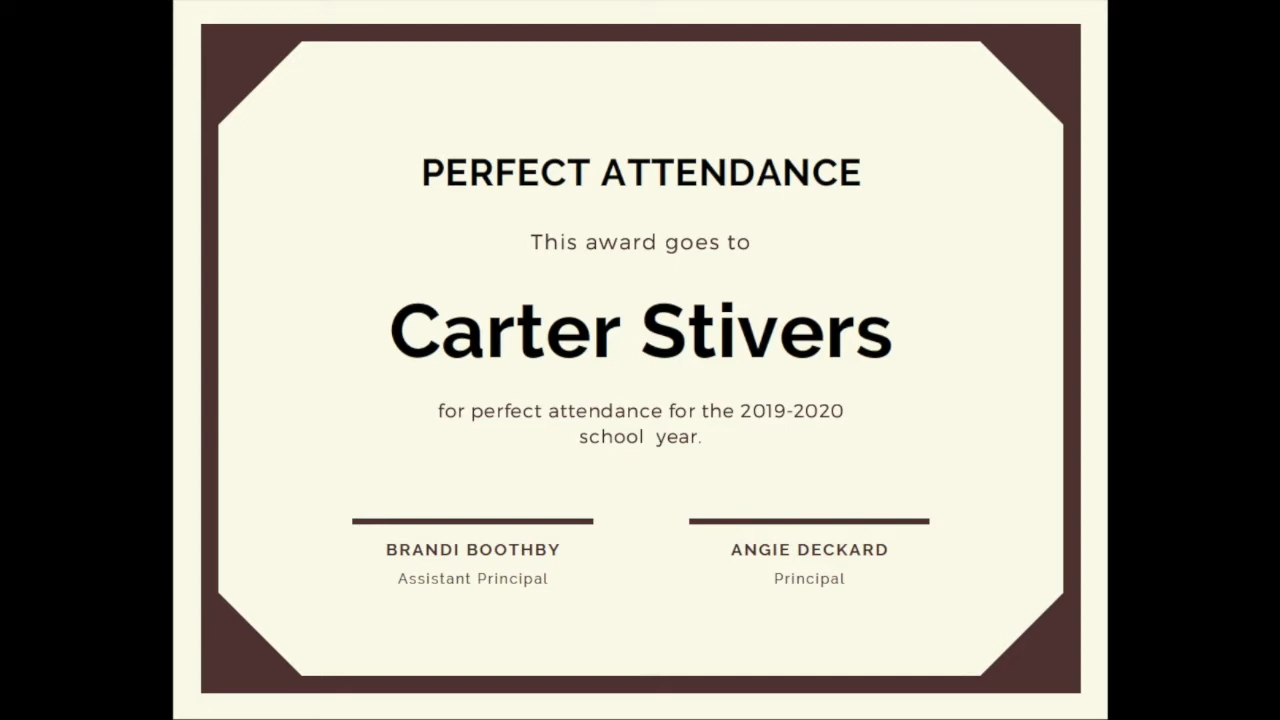 PERFECT ATTENDANCE
This award goes to
Carter Stivers
for perfect attendance for the 2019-2020
school  year.
BRANDI BOOTHBY
Assistant Principal
ANGIE DECKARD
Principal